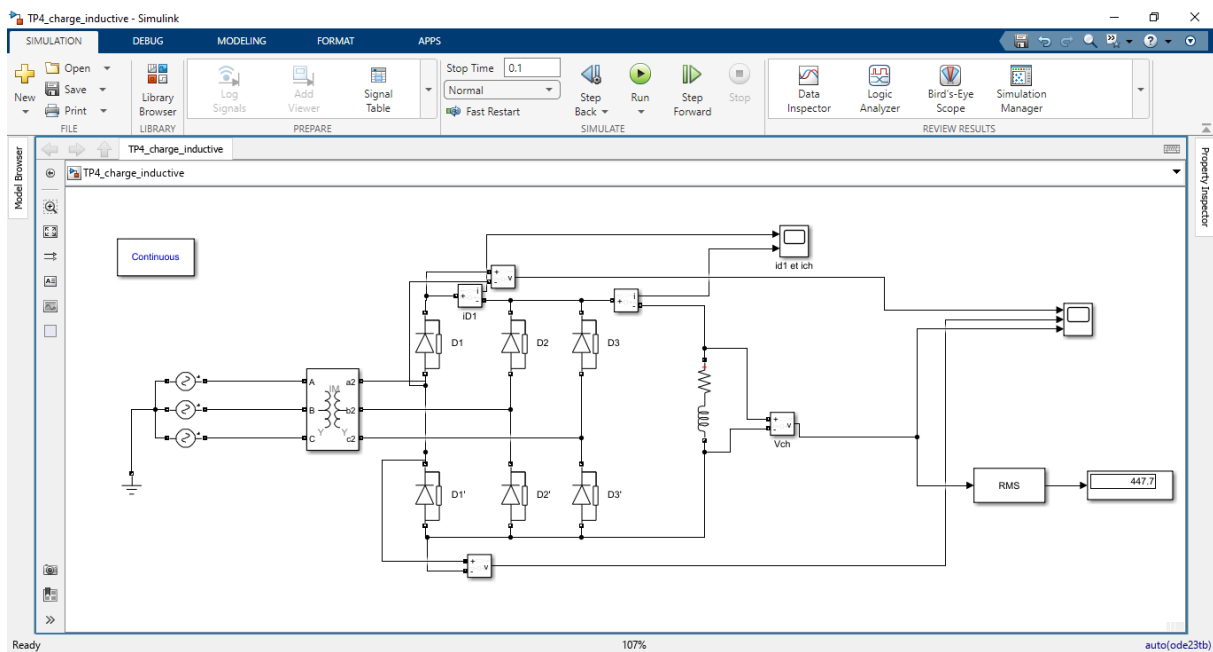 TP4_charge_inductive - Simulink
SIMULATION DEBUG MODELING FORMAT APPS
New
Open
Save
Print
FILE
Library Browser
LIBRARY
Log Signals
Add Viewer
Signal Table
PREPARE
Stop Time 0.1
Normal
Fast Restart
Step Back
Run
Step Forward
Stop
SIMULATE
Data Inspector
Logic Analyzer
Bird's-Eye Scope
Simulation Manager
REVIEW RESULTS
Model Browser
TP4_charge_inductive
TP4_charge_inductive
Property Inspector
Continuous
id1 et ich
+ - v
+ i -
iD1
+ i -
D1
D2
D3
A B C
a2 b2 c2
Y Y
+ - v
Vch
D1'
D2'
D3'
RMS
447.7
+ - v
Ready
107%
auto(ode23tb)